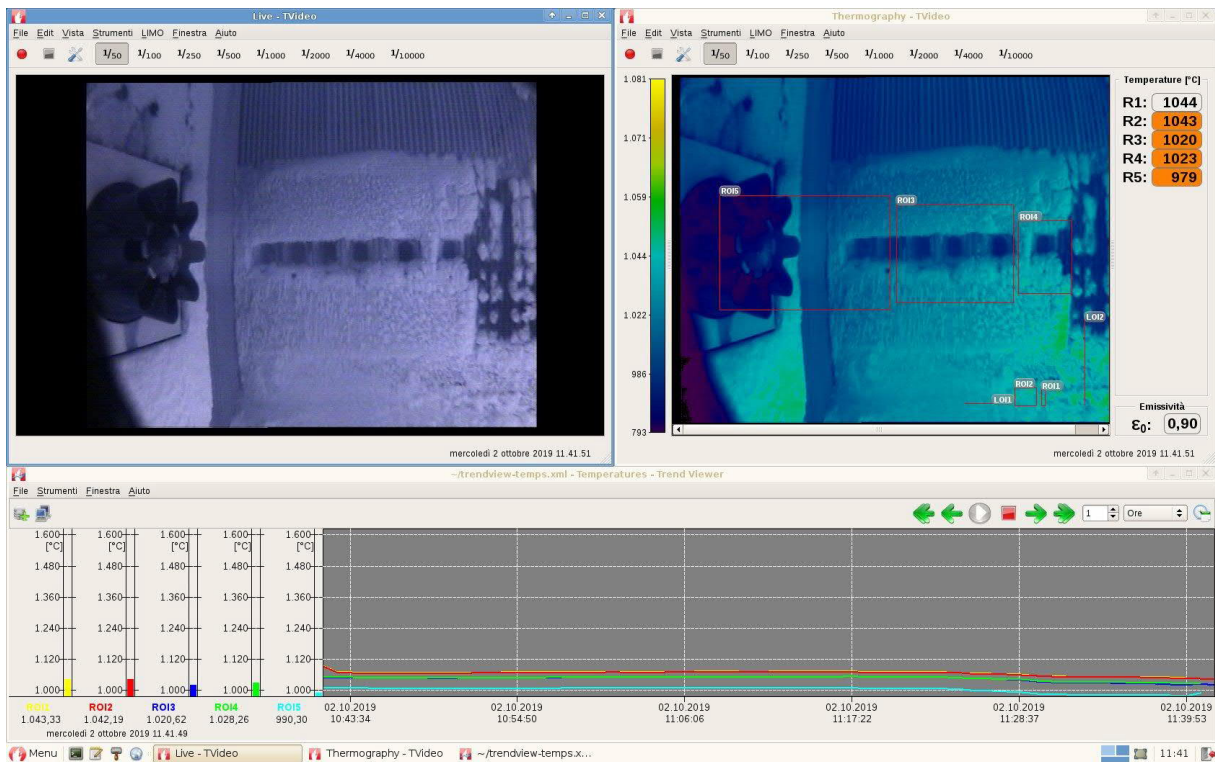 Live - TVideo
File Edit Vista Strumenti LIMO Finestra Aiuto
1/50 1/100 1/250 1/500 1/1000 1/2000 1/4000 1/10000
mercoledì 2 ottobre 2019 11.41.51
Thermography - TVideo
File Edit Vista Strumenti LIMO Finestra Aiuto
1/50 1/100 1/250 1/500 1/1000 1/2000 1/4000 1/10000
1.081
1.071
1.059
1.044
1.022
986
793
ROI5
ROI3
ROI4
LOI2
ROI2 ROI1
LOI1
Temperature [°C]
R1: 1044
R2: 1043
R3: 1020
R4: 1023
R5: 979
Emissività
ε0: 0,90
mercoledì 2 ottobre 2019 11.41.51
~/trendview-temps.xml - Temperatures - Trend Viewer
File Strumenti Finestra Aiuto
1 Ore
1.600 1.600 1.600 1.600 1.600
[°C] [°C] [°C] [°C] [°C]
1.480 1.480 1.480 1.480 1.480
1.360 1.360 1.360 1.360 1.360
1.240 1.240 1.240 1.240 1.240
1.120 1.120 1.120 1.120 1.120
1.000 1.000 1.000 1.000 1.000
ROI1 ROI2 ROI3 ROI4 ROI5 02.10.2019 02.10.2019 02.10.2019 02.10.2019 02.10.2019 02.10.2019
1.043,33 1.042,19 1.020,62 1.028,26 990,30 10:43:34 10:54:50 11:06:06 11:17:22 11:28:37 11:39:53
mercoledì 2 ottobre 2019 11.41.49
Menu Live - TVideo Thermography - TVideo ~/trendview-temps.x... 11:41